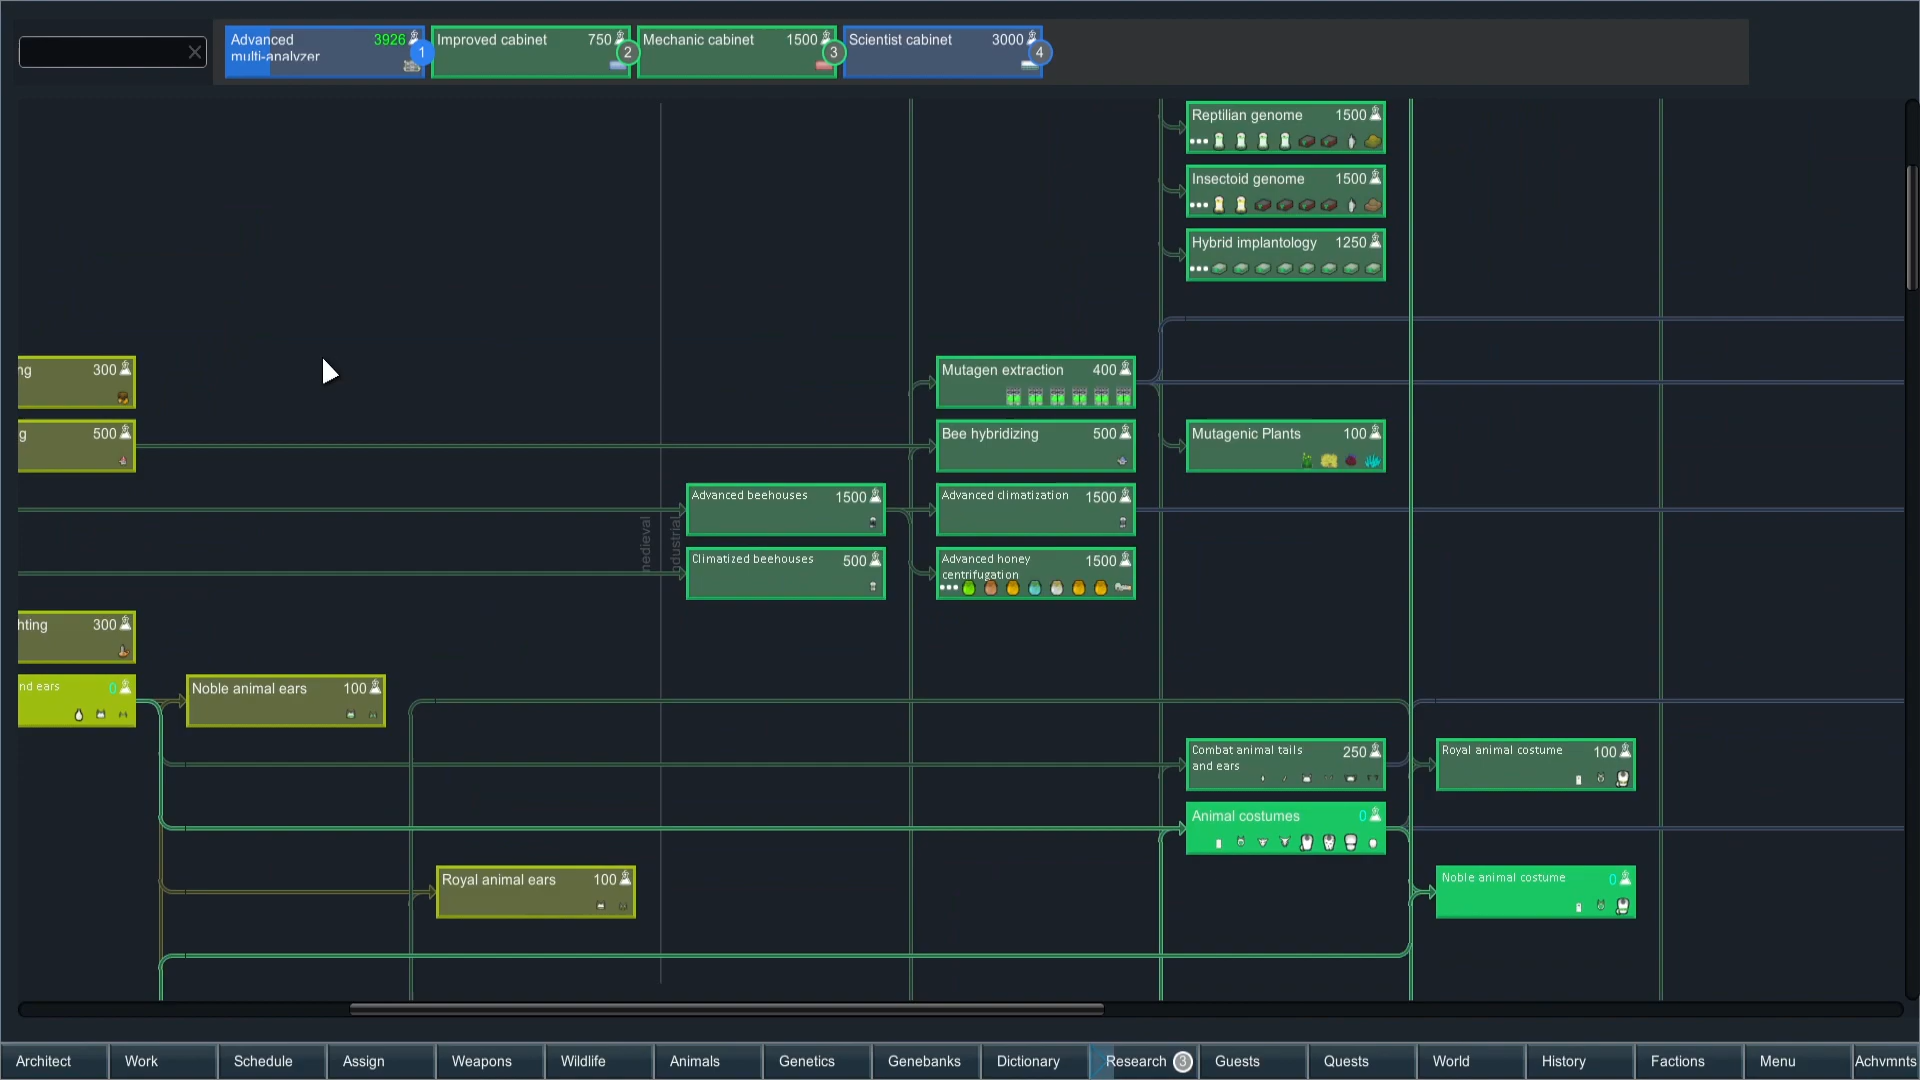 Advanced multi-analyzer 3926 1
Improved cabinet 750 2
Mechanic cabinet 1500 3
Scientist cabinet 3000 4
Reptilian genome 1500
Insectoid genome 1500
Hybrid implantology 1250
ng 300
Mutagen extraction 400
g 500
Bee hybridizing 500
Mutagenic Plants 100
Advanced beehouses 1500
Advanced climatization 1500
medieval
ndustrial
Climatized beehouses 500
Advanced honey
centrifugation 1500
hting 300
nd ears 0
Noble animal ears 100
Combat animal tails
and ears 250
Royal animal costume 100
Animal costumes 0
Royal animal ears 100
Noble animal costume 0
Architect Work Schedule Assign Weapons Wildlife Animals Genetics Genebanks Dictionary Research 3 Guests Quests World History Factions Menu Achvmnts